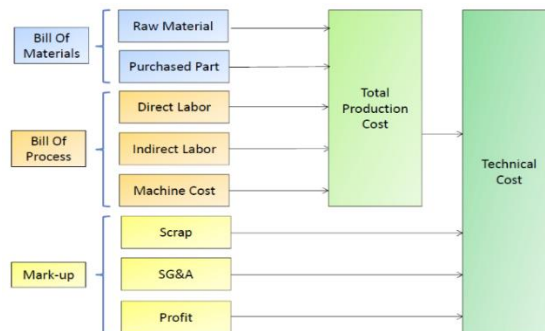 Bill Of
Materials
Raw Material
Purchased Part
Bill Of
Process
Direct Labor
Indirect Labor
Machine Cost
Mark-up
Scrap
SG&A
Profit
Total
Production
Cost
Technical
Cost